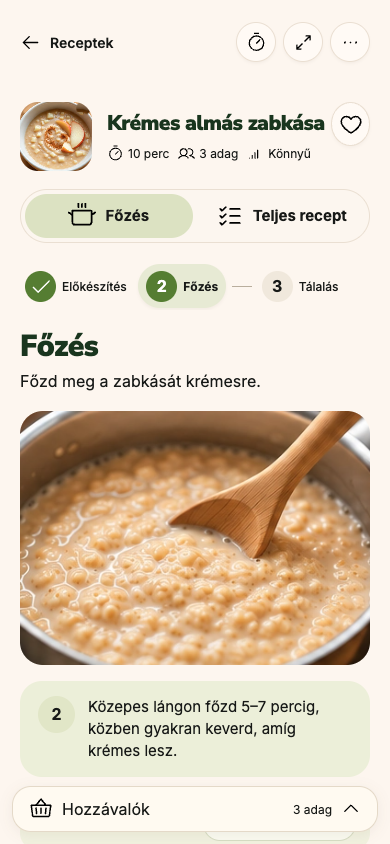 Receptek
Krémes almás zabkása
10 perc 3 adag Könnyű
Főzés Teljes recept
Előkészítés 2 Főzés 3 Tálalás
Főzés
Főzd meg a zabkását krémesre.
2
Közepes lángon főzd 5–7 percig,
közben gyakran keverd, amíg
krémes lesz.
Hozzávalók 3 adag